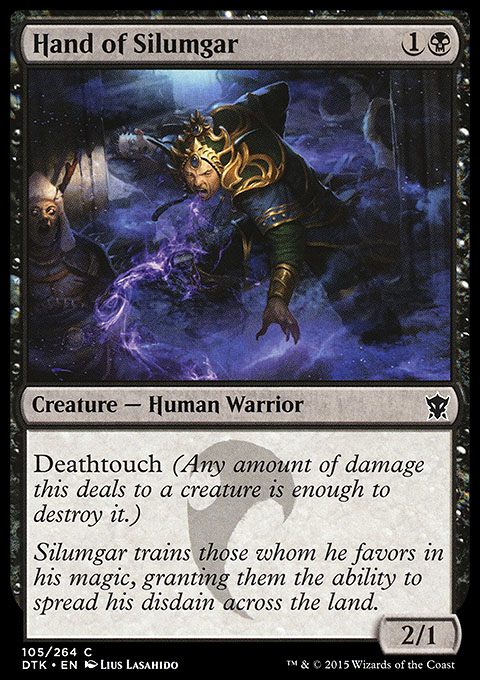 Hand of Silumgar 1
Creature — Human Warrior
Deathtouch (Any amount of damage
this deals to a creature is enough to
destroy it.)
Silumgar trains those whom he favors in
his magic, granting them the ability to
spread his disdain across the land.
2/1
105/264 C
DTK • EN Lius Lasahido
™ & © 2015 Wizards of the Coast